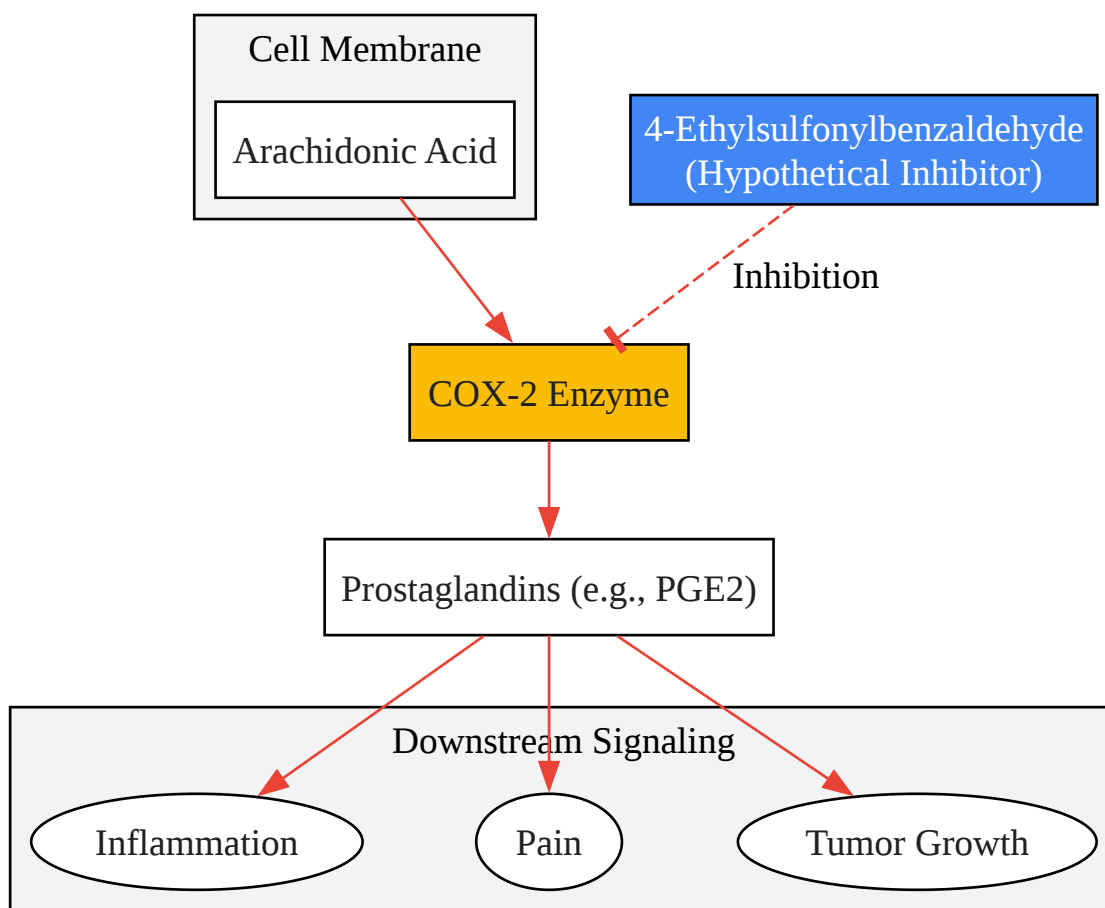 Cell Membrane
Arachidonic Acid
4-Ethylsulfonylbenzaldehyde
(Hypothetical Inhibitor)
Inhibition
COX-2 Enzyme
Prostaglandins (e.g., PGE2)
Downstream Signaling
Inflammation
Pain
Tumor Growth